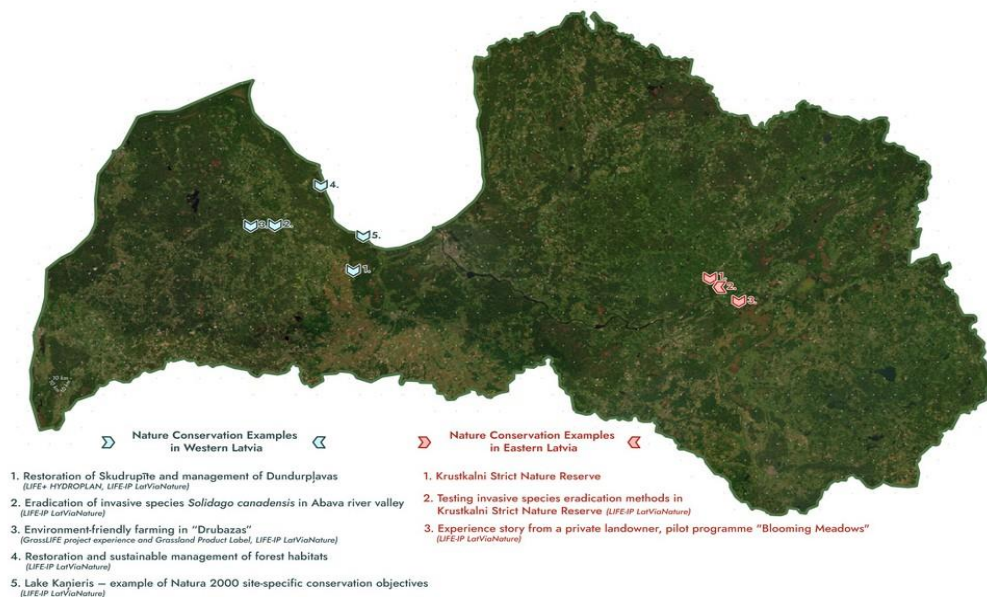 4.
3. 2.
5.
1.
1.
2.
3.
Nature Conservation Examples
in Western Latvia
1. Restoration of Skudrupīte and management of Dundurpļavas
(LIFE+ HYDROPLAN, LIFE-IP LatViaNature)
2. Eradication of invasive species Solidago canadensis in Abava river valley
(LIFE-IP LatViaNature)
3. Environment-friendly farming in “Drubazas”
(GrassLIFE project experience and Grassland Product Label, LIFE-IP LatViaNature)
4. Restoration and sustainable management of forest habitats
(LIFE-IP LatViaNature)
5. Lake Kaņieris – example of Natura 2000 site-specific conservation objectives
(LIFE-IP LatViaNature)
Nature Conservation Examples
in Eastern Latvia
1. Krustkalni Strict Nature Reserve
2. Testing invasive species eradication methods in
Krustkalni Strict Nature Reserve (LIFE-IP LatViaNature)
3. Experience story from a private landowner, pilot programme "Blooming Meadows"
(LIFE-IP LatViaNature)